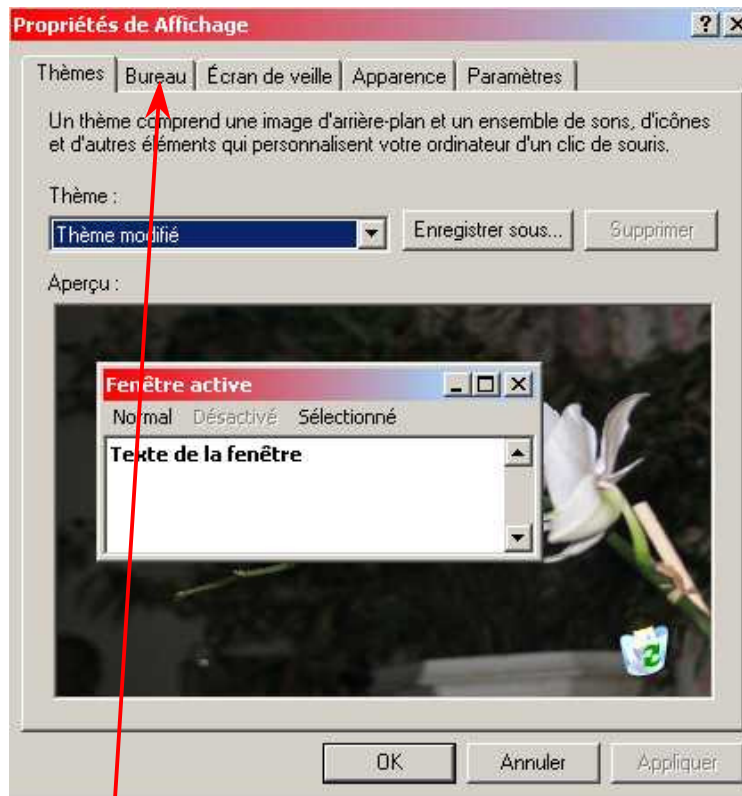 Propriétés de Affichage
Thèmes Bureau Écran de veille Apparence Paramètres
Un thème comprend une image d'arrière-plan et un ensemble de sons, d'icônes
et d'autres éléments qui personnalisent votre ordinateur d'un clic de souris.
Thème :
Thème modifié Enregistrer sous... Supprimer
Aperçu :
Fenêtre active
Normal Désactivé Sélectionné
Texte de la fenêtre
OK Annuler Appliquer